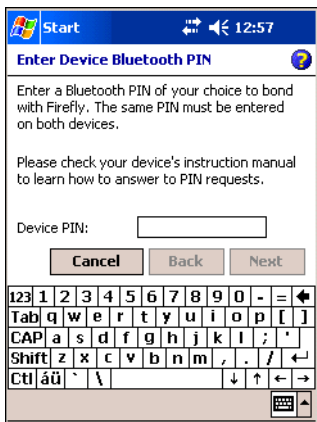 Start 12:57
Enter Device Bluetooth PIN ?
Enter a Bluetooth PIN of your choice to bond
with Firefly. The same PIN must be entered
on both devices.
Please check your device's instruction manual
to learn how to answer to PIN requests.
Device PIN:
Cancel Back Next
123 1 2 3 4 5 6 7 8 9 0 - = 🡄
Tab q w e r t y u i o p [ ]
CAP a s d f g h j k l ; '
Shift z x c v b n m , . / ↵
Ctl áü ` \ ↓ ↑ ← →